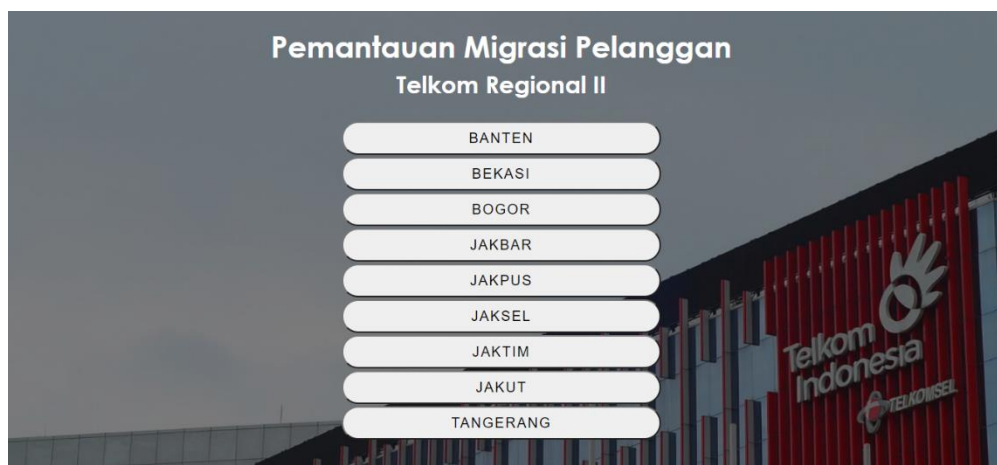 Pemantauan Migrasi Pelanggan
Telkom Regional II
BANTEN
BEKASI
BOGOR
JAKBAR
JAKPUS
JAKSEL
JAKTIM
JAKUT
TANGERANG
Telkom
Indonesia
TELKOMSEL